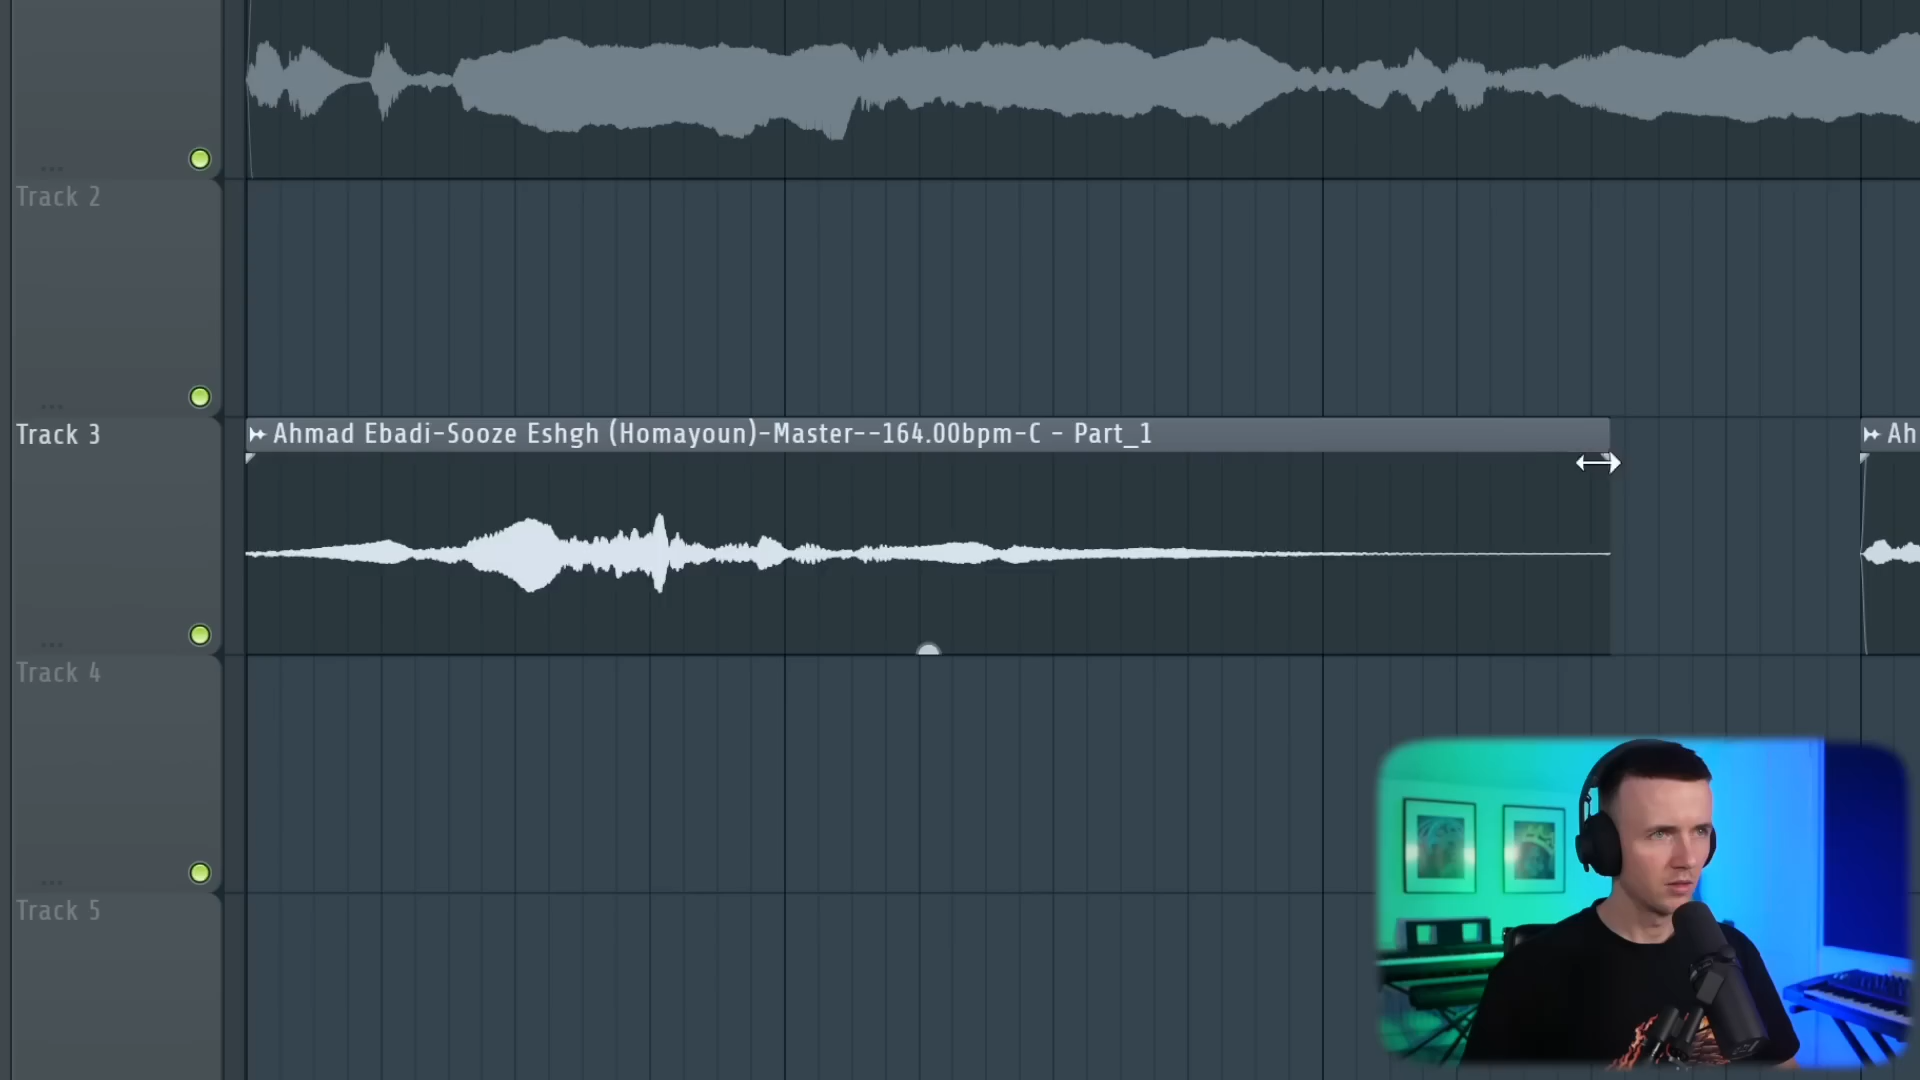 Track 2
Track 3
Ahmad Ebadi-Sooze Eshgh (Homayoun)-Master--164.00bpm-C - Part_1
Ah
Track 4
Track 5